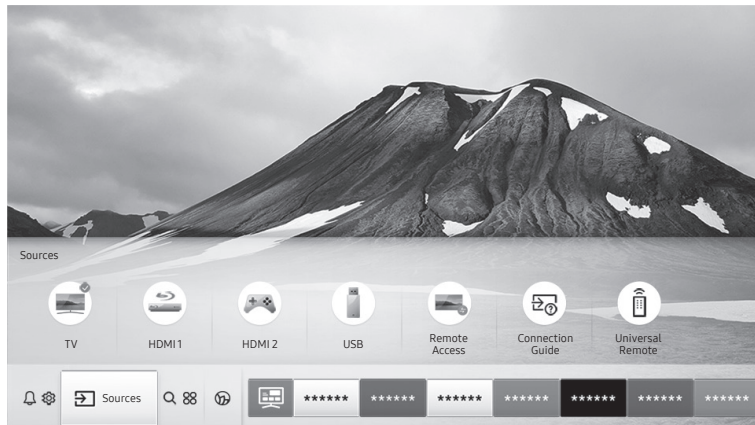 Sources
TV
HDMI 1
HDMI 2
USB
Remote
Access
Connection
Guide
Universal
Remote
Sources
****** ****** ****** ****** ****** ****** ******